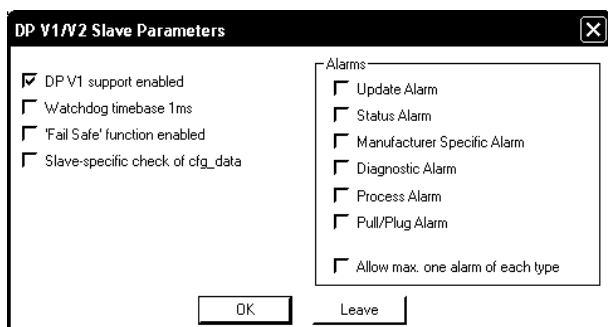 DP V1/V2 Slave Parameters
DP V1 support enabled
Watchdog timebase 1ms
'Fail Safe' function enabled
Slave-specific check of cfg_data
Alarms
Update Alarm
Status Alarm
Manufacturer Specific Alarm
Diagnostic Alarm
Process Alarm
Pull/Plug Alarm
Allow max. one alarm of each type
OK
Leave